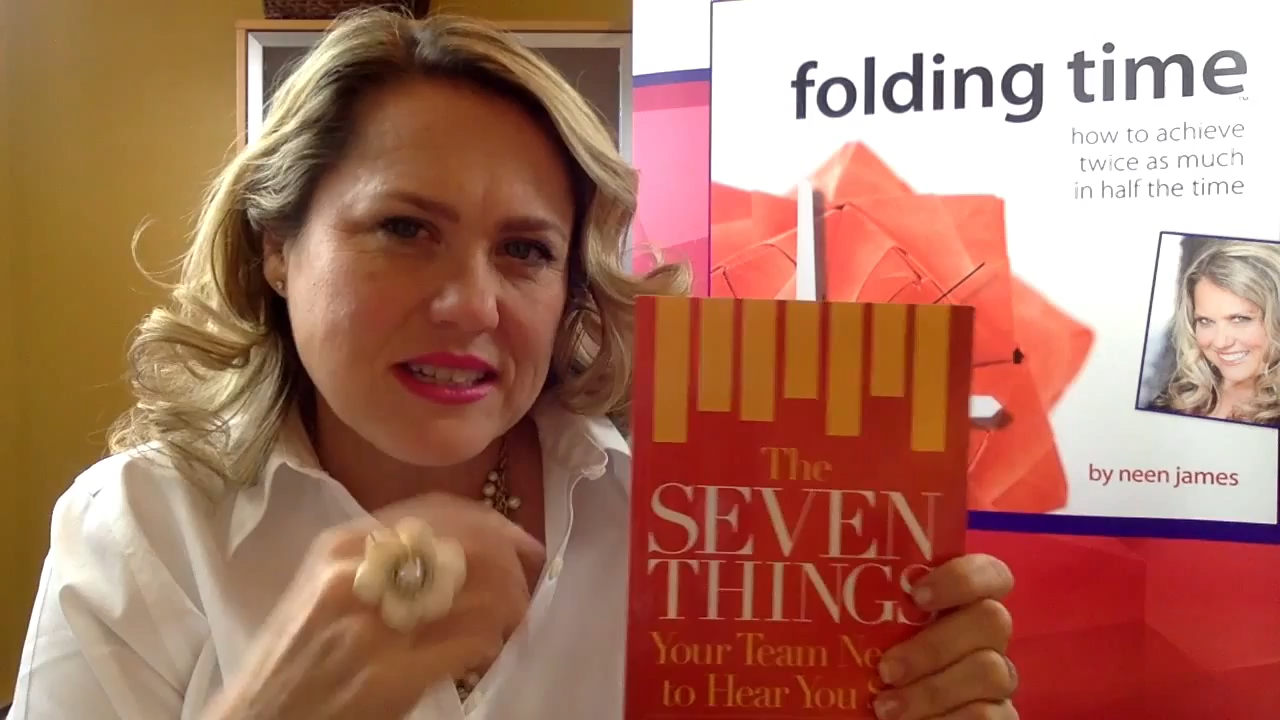 folding time
how to achieve
twice as much
in half the time
by neen james
The
SEVEN
THINGS
Your Team
to Hear You